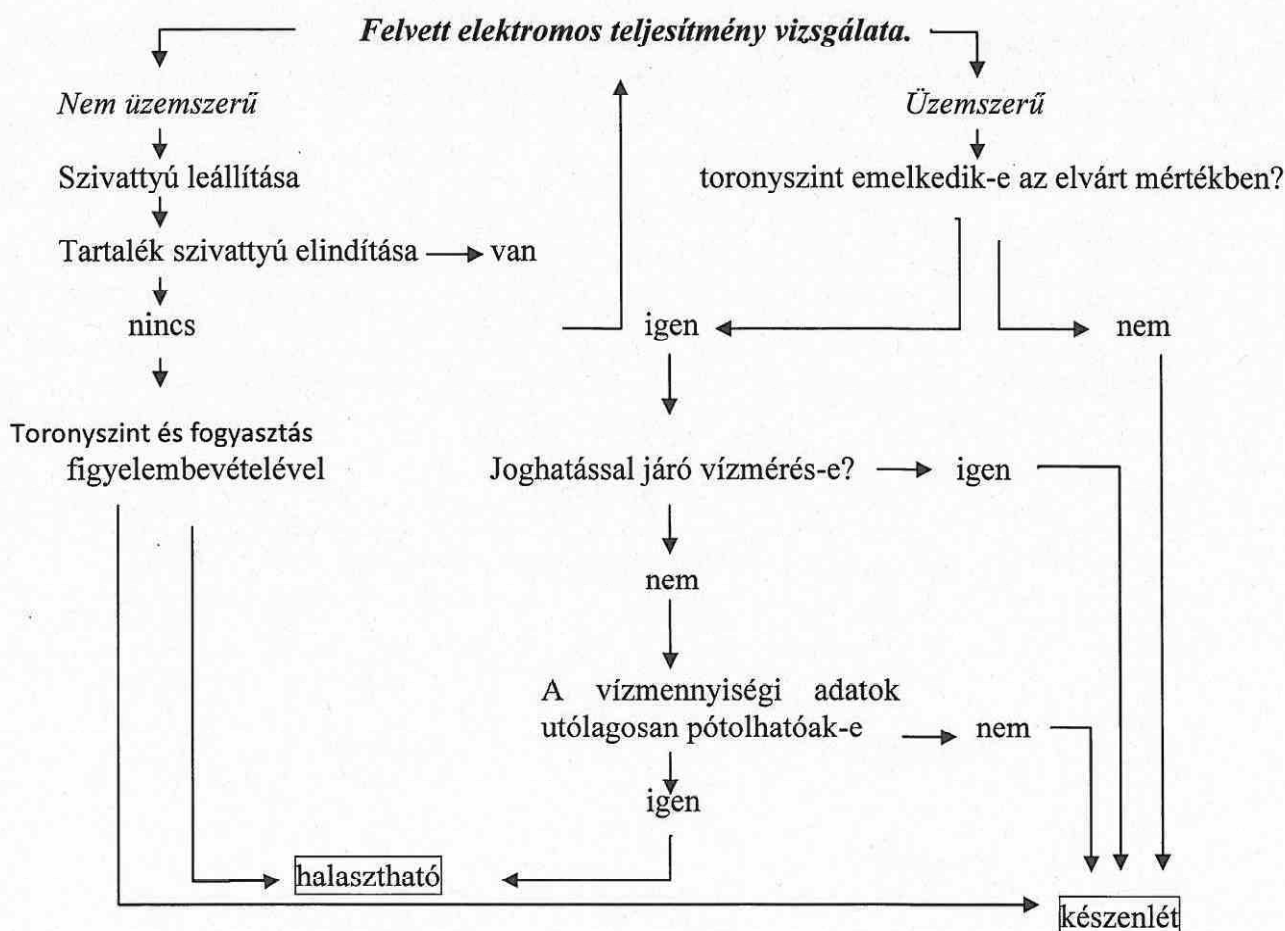 Felvett elektromos teljesítmény vizsgálata.
Nem üzemszerű
Üzemszerű
Szivattyú leállítása
toronyszint emelkedik-e az elvárt mértékben?
Tartalék szivattyú elindítása
van
nincs
igen
nem
Toronyszint és fogyasztás
figyelembevételével
Joghatással járó vízmérés-e?
igen
nem
A vízmennyiségi adatok
utólagosan pótolhatóak-e
nem
igen
halasztható
készenlét